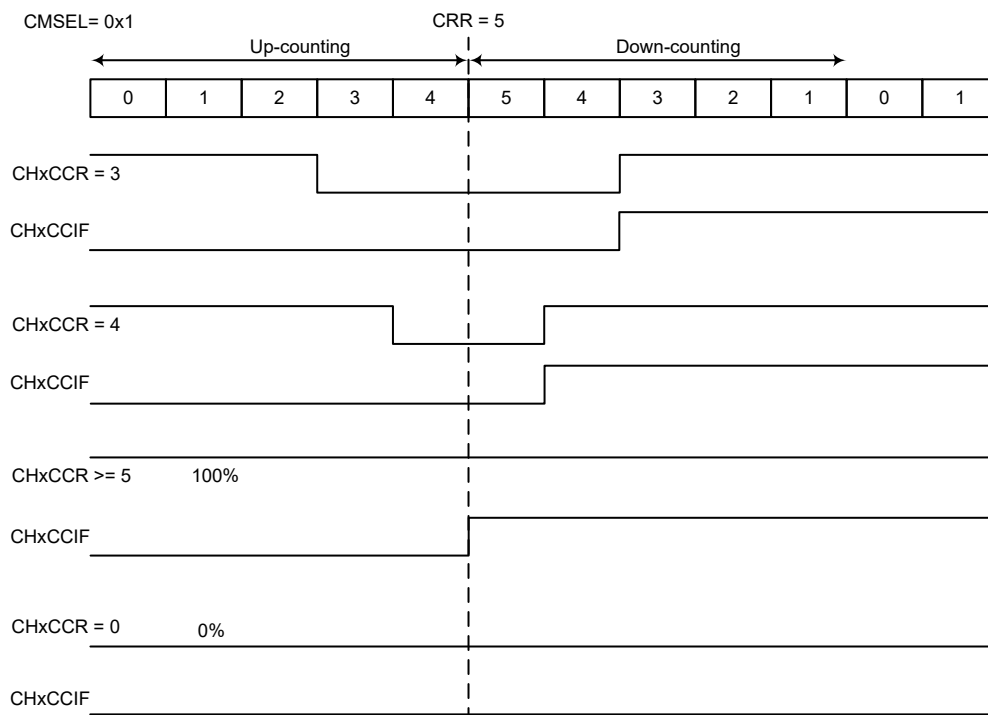 CMSEL= 0x1 CRR = 5
Up-counting Down-counting
0 1 2 3 4 5 4 3 2 1 0 1
CHxCCR = 3
CHxCCIF
CHxCCR = 4
CHxCCIF
CHxCCR >= 5 100%
CHxCCIF
CHxCCR = 0 0%
CHxCCIF